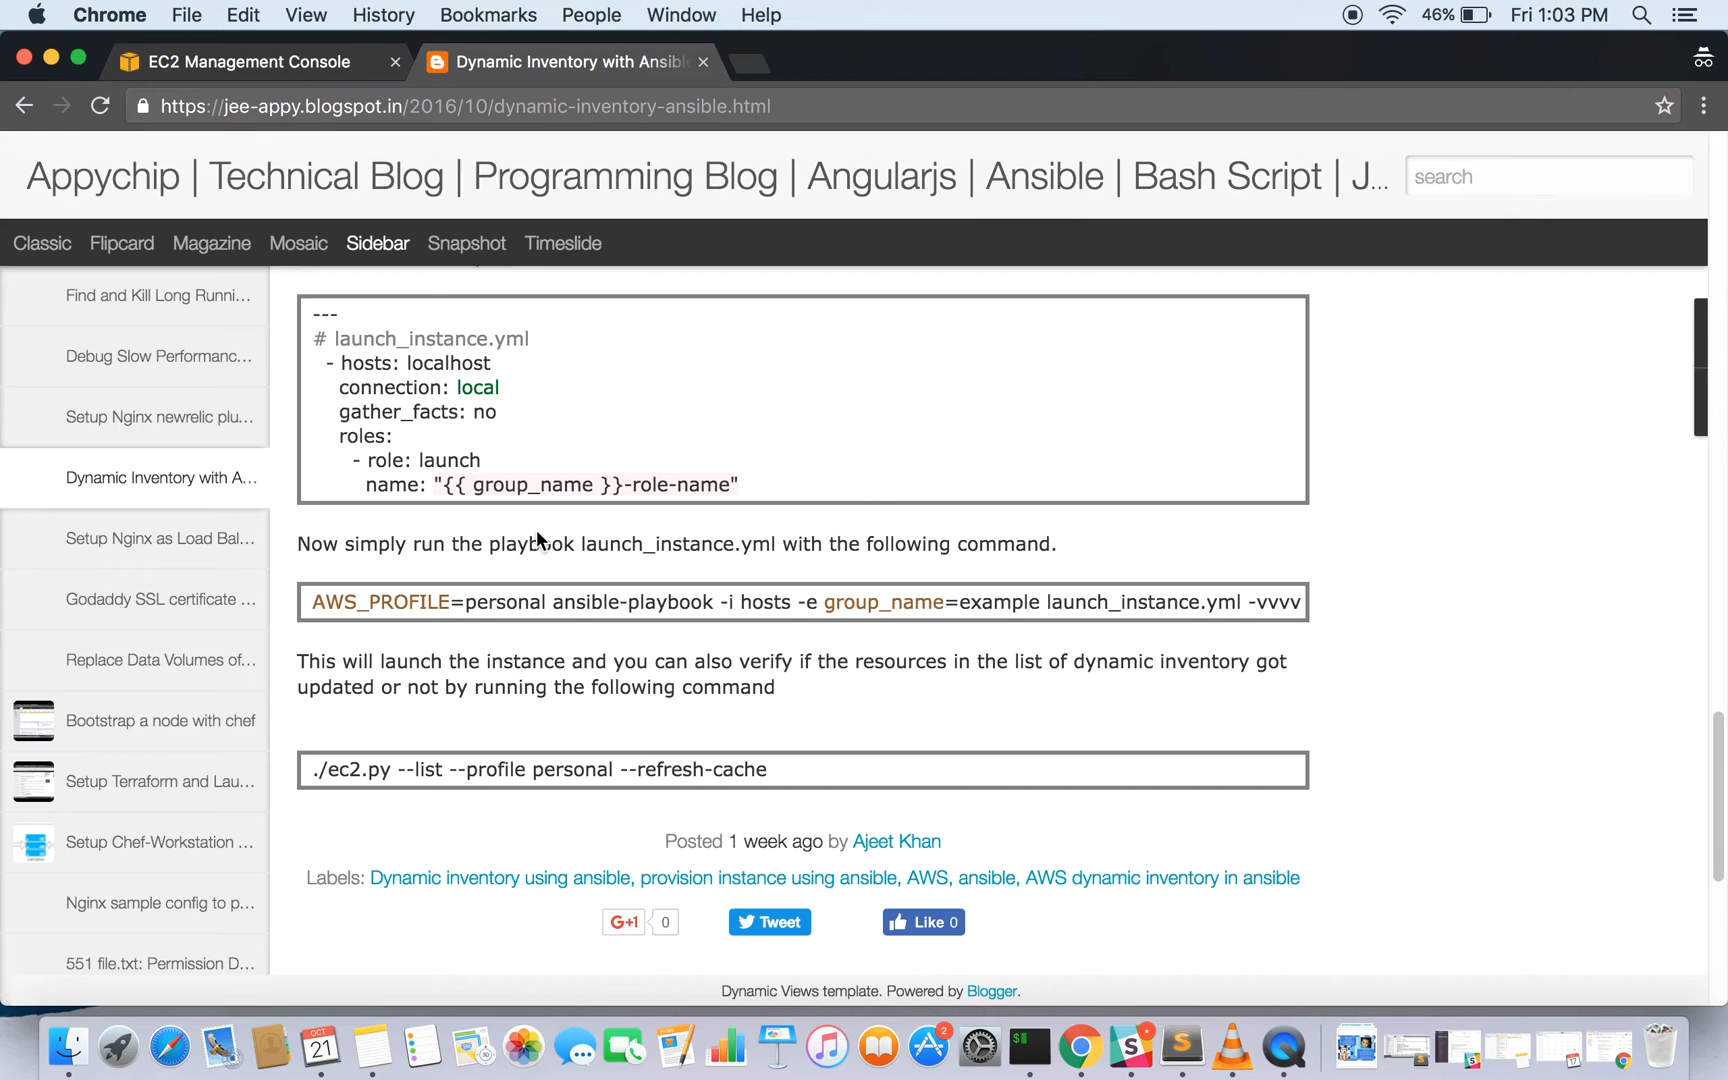 Chrome File Edit View History Bookmarks People Window Help 46% Fri 1:03 PM
EC2 Management Console
Dynamic Inventory with Ansible
https://jee-appy.blogspot.in/2016/10/dynamic-inventory-ansible.html
Appychip | Technical Blog | Programming Blog | Angularjs | Ansible | Bash Script | J...
search
Classic Flipcard Magazine Mosaic Sidebar Snapshot Timeslide
Find and Kill Long Runni...
Debug Slow Performanc...
Setup Nginx newrelic plu...
Dynamic Inventory with A...
Setup Nginx as Load Bal...
Godaddy SSL certificate ...
Replace Data Volumes of...
Bootstrap a node with chef
Setup Terraform and Lau...
Setup Chef-Workstation ...
Nginx sample config to p...
551 file.txt: Permission D...
---
# launch_instance.yml
- hosts: localhost
connection: local
gather_facts: no
roles:
- role: launch
name: "{{ group_name }}-role-name"
Now simply run the playbook launch_instance.yml with the following command.
AWS_PROFILE=personal ansible-playbook -i hosts -e group_name=example launch_instance.yml -vvvv
This will launch the instance and you can also verify if the resources in the list of dynamic inventory got
updated or not by running the following command
./ec2.py --list --profile personal --refresh-cache
Posted 1 week ago by Ajeet Khan
Labels: Dynamic inventory using ansible, provision instance using ansible, AWS, ansible, AWS dynamic inventory in ansible
G+1 0 Tweet Like 0
Dynamic Views template. Powered by Blogger.
OCT
21
2
$
17